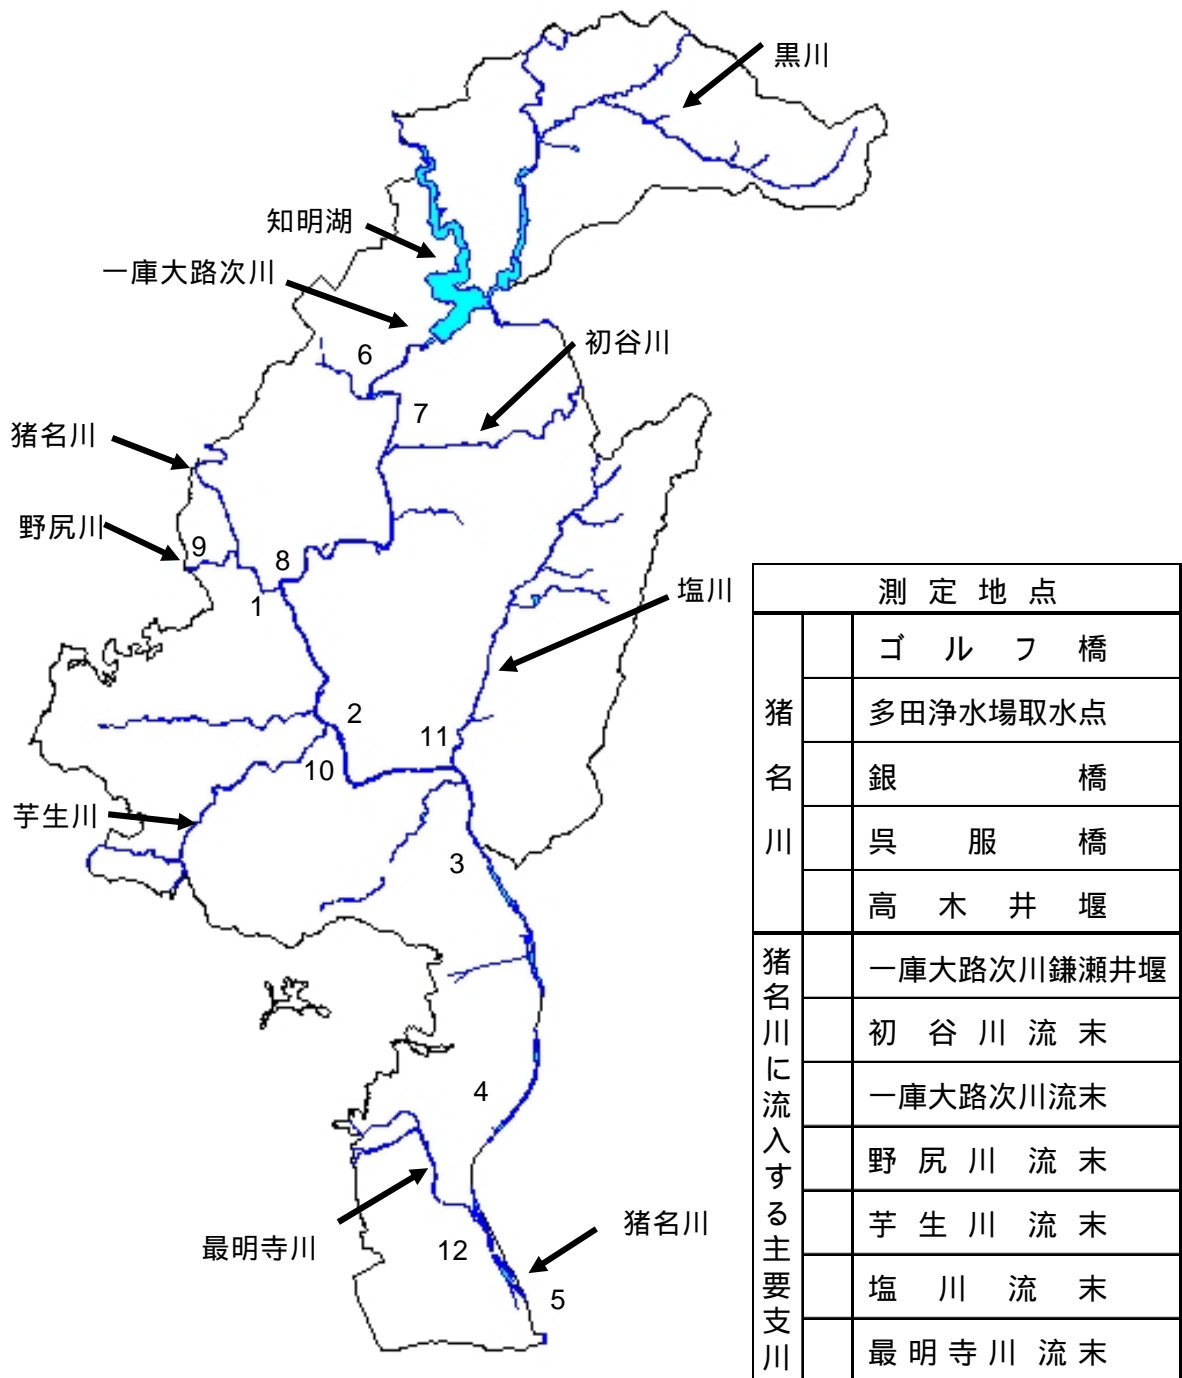 黒川
知明湖
一庫大路次川
初谷川
6
7
猪名川
野尻川
9
8
1
塩川
2
11
10
芋生川
3
4
最明寺川
12
猪名川
5
測定地点
猪名川
ゴルフ橋
多田浄水場取水点
銀橋
呉服橋
高木井堰
猪名川に流入する主要支川
一庫大路次川鎌瀬井堰
初谷川流末
一庫大路次川流末
野尻川流末
芋生川流末
塩川流末
最明寺川流末